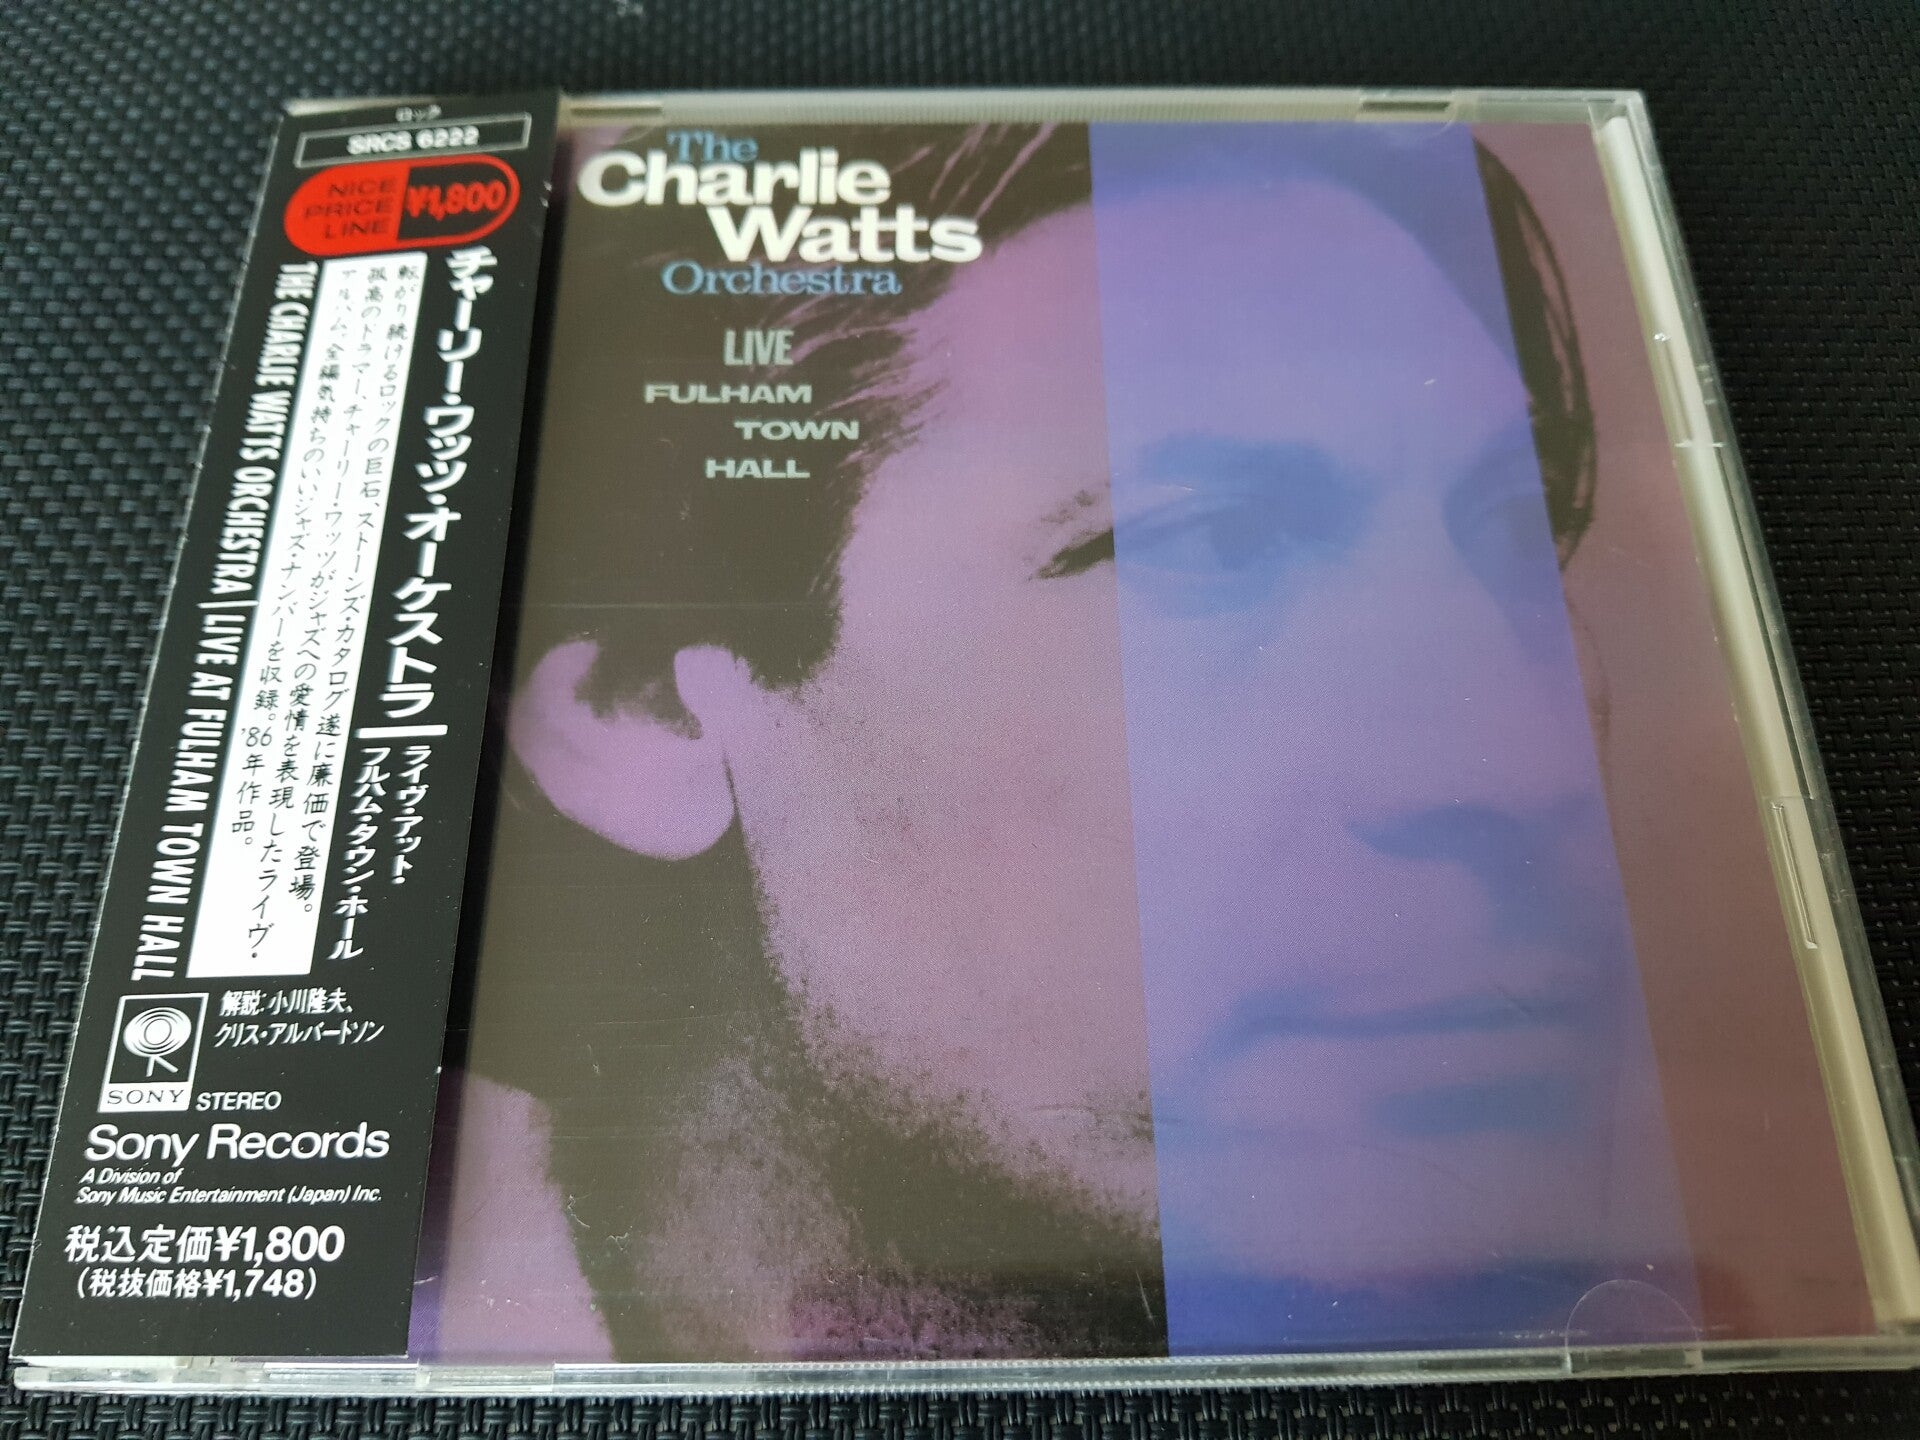 ロック
SRCS 6222
NICE
PRICE
LINE
¥1,800
チャーリー・ワッツ・オーケストラ
ライヴ・アット・
フルハム・タウン・ホール
転がり続けるロックの巨石、ストーンズ・カタログ遂に廉価で登場。
孤高のドラマー、チャーリー・ワッツがジャズへの愛情を表現したライヴ・
アルバム。全編気持ちのいいジャズ・ナンバーを収録。'86年作品。
THE CHARLIE WATTS ORCHESTRA | LIVE AT FULHAM TOWN HALL
解説:小川隆夫、
クリス・アルバートソン
SONY
STEREO
Sony Records
A Division of
Sony Music Entertainment (Japan) Inc.
税込定価¥1,800
(税抜価格¥1,748)
The
Charlie
Watts
Orchestra
LIVE
FULHAM
TOWN
HALL